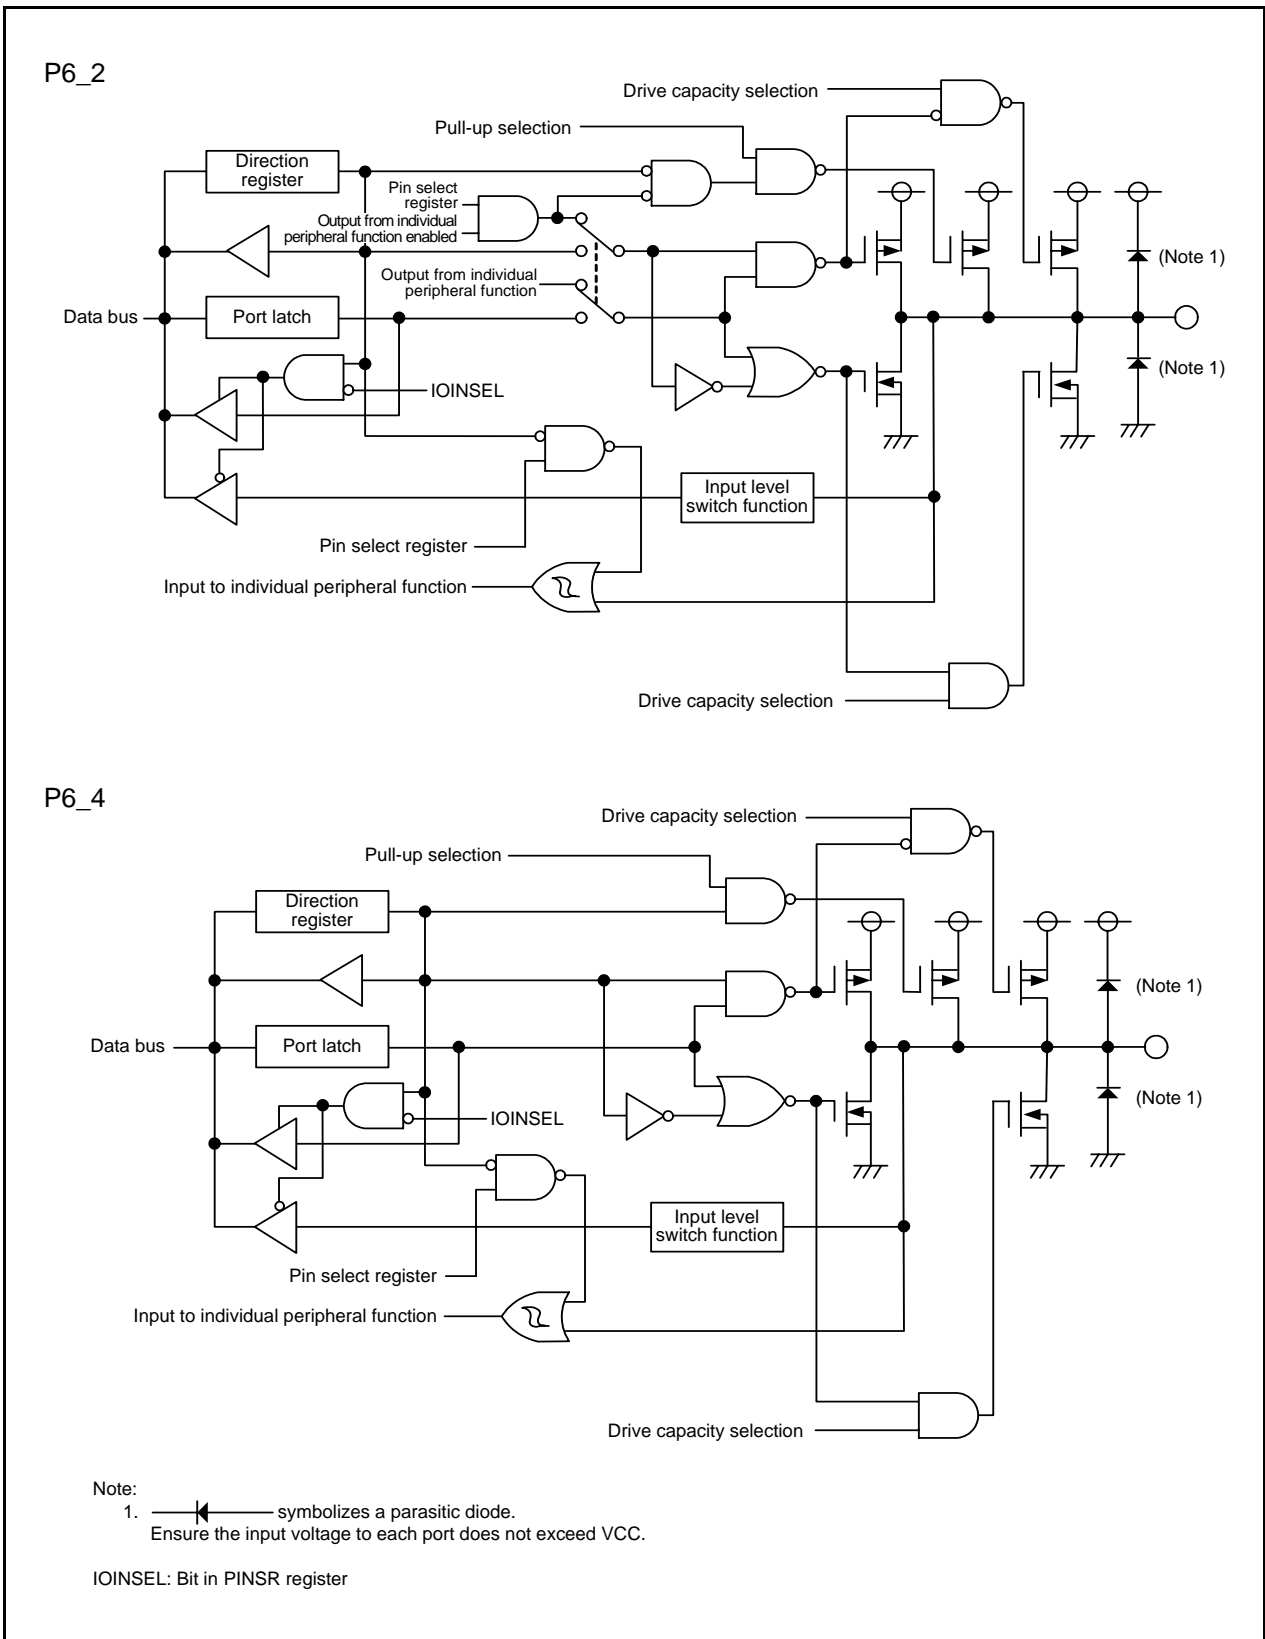 P6_2
Drive capacity selection
Pull-up selection
Direction
register
Pin select
register
Output from individual
peripheral function enabled
(Note 1)
Output from individual
peripheral function
Data bus
Port latch
(Note 1)
IOINSEL
Input level
switch function
Pin select register
Input to individual peripheral function
Drive capacity selection
P6_4
Drive capacity selection
Pull-up selection
Direction
register
(Note 1)
Data bus
Port latch
(Note 1)
IOINSEL
Input level
switch function
Pin select register
Input to individual peripheral function
Drive capacity selection
Note:
1. symbolizes a parasitic diode.
Ensure the input voltage to each port does not exceed VCC.
IOINSEL: Bit in PINSR register